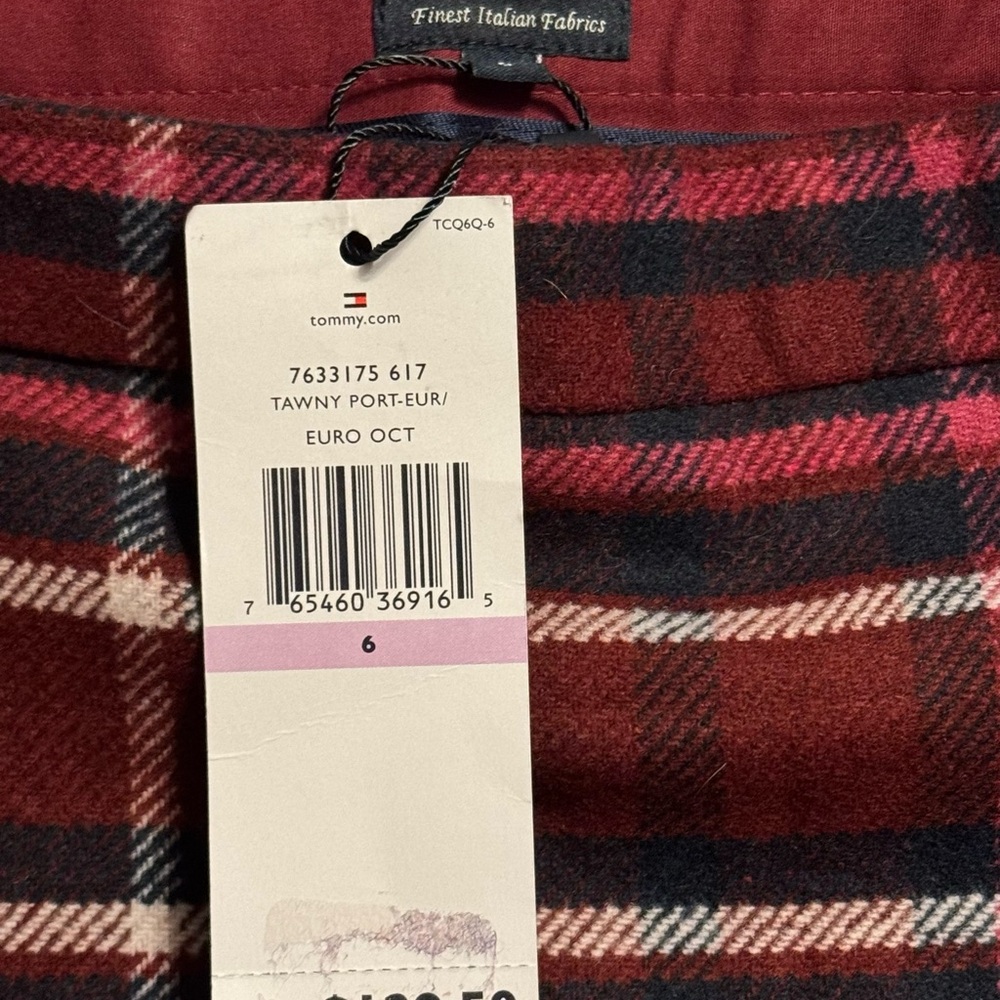 Finest Italian Fabrics
TCQ6Q-6
tommy.com
7633175 617
TAWNY PORT-EUR/
EURO OCT
7 65460 36916 5
6